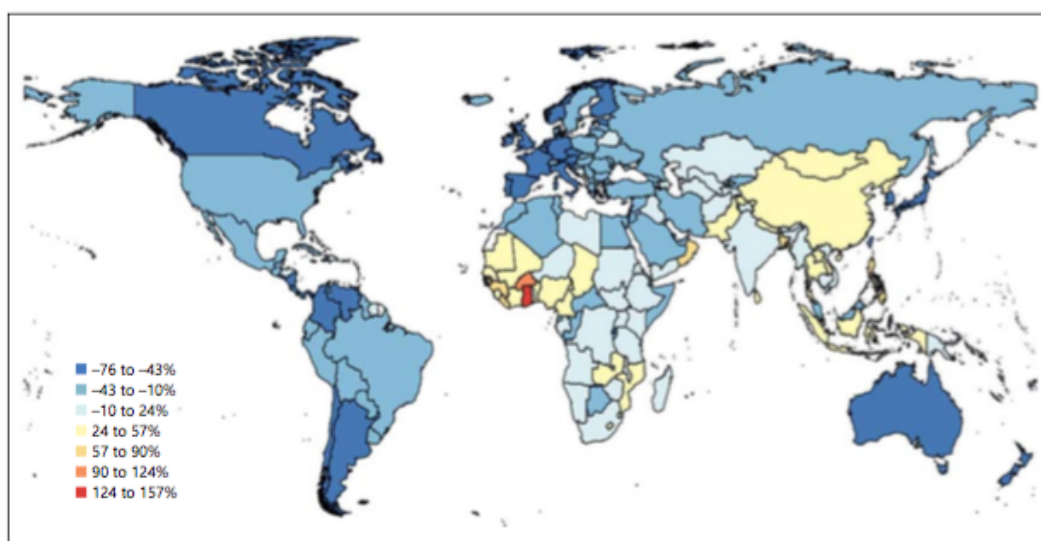 –76 to –43%
–43 to –10%
–10 to 24%
24 to 57%
57 to 90%
90 to 124%
124 to 157%